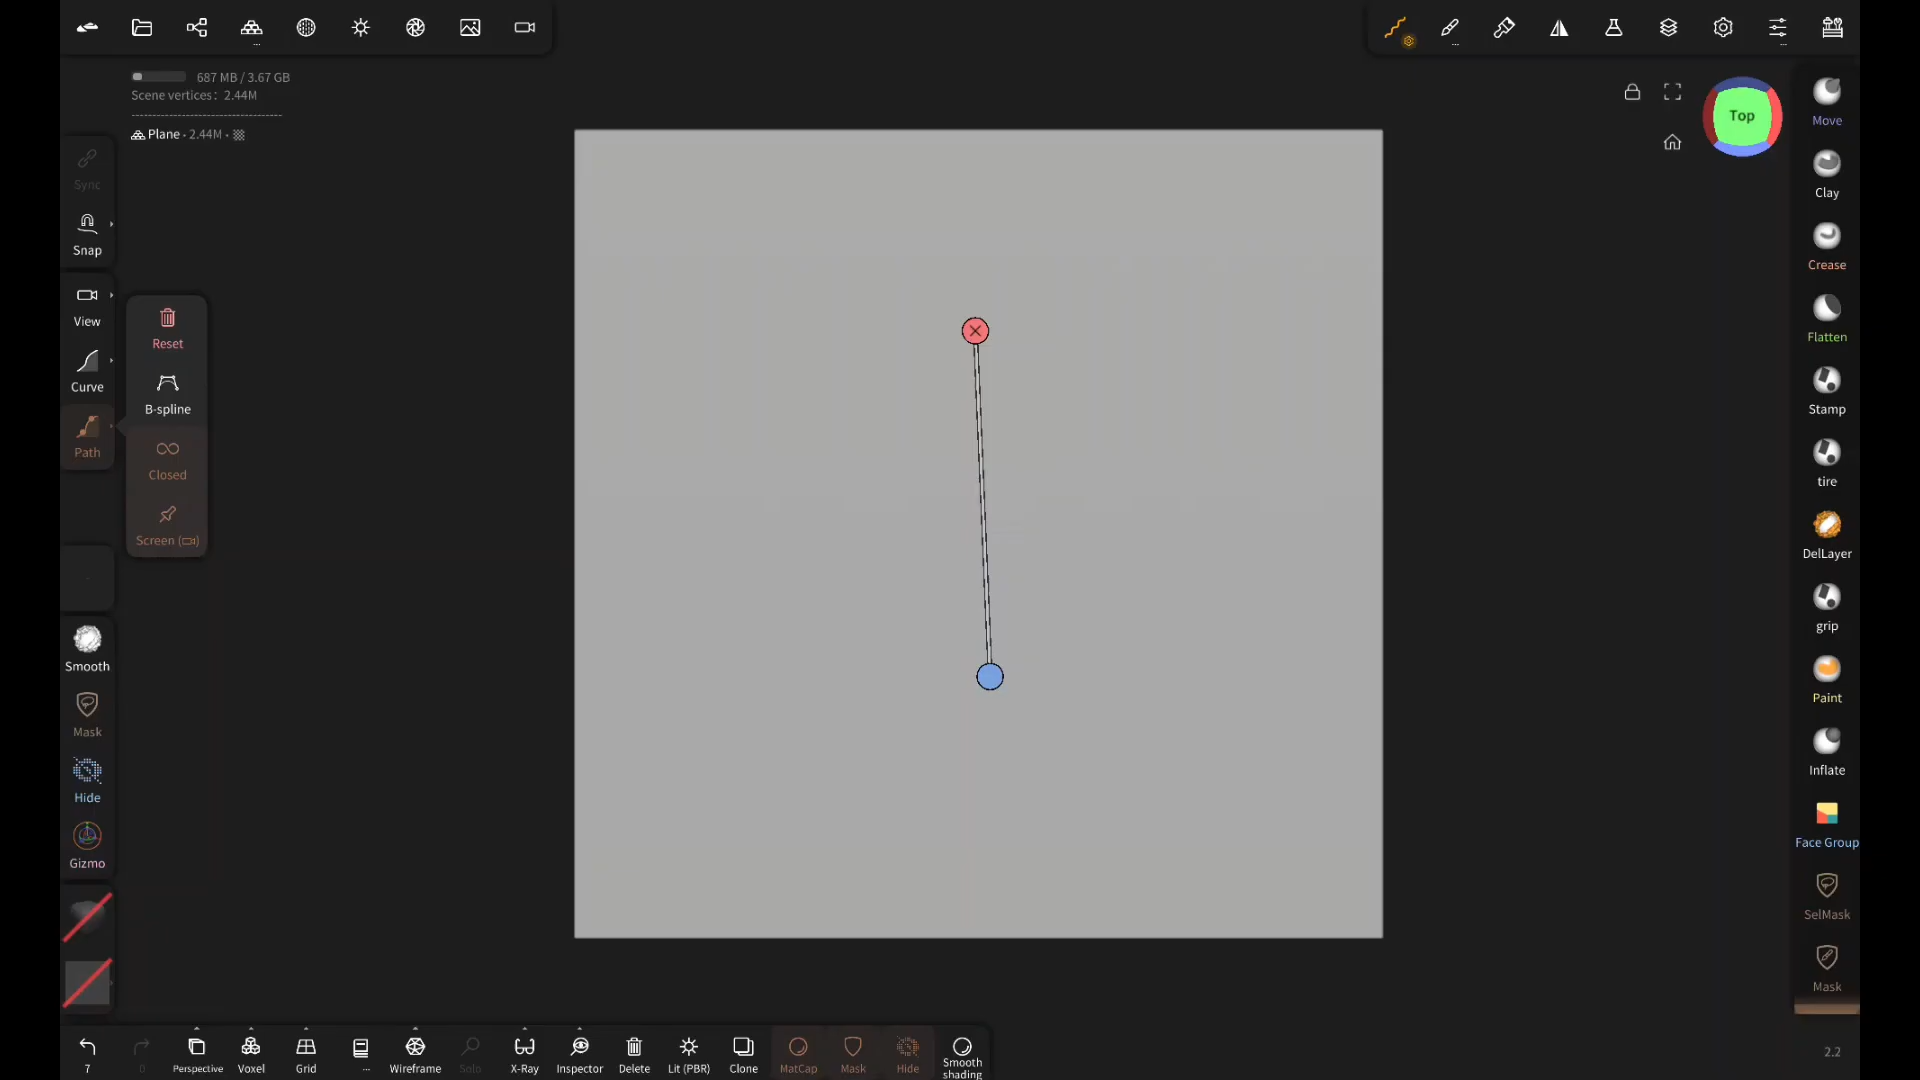 687 MB / 3.67 GB
Scene vertices: 2.44M
Plane • 2.44M •
Top
Sync
Snap
View
Curve
Path
Reset
B-spline
Closed
Screen
Smooth
Mask
Hide
Gizmo
Move
Clay
Crease
Flatten
Stamp
tire
DelLayer
grip
Paint
Inflate
Face Group
SelMask
Mask
7
0
Perspective
Voxel
Grid
...
Wireframe
Solo
X-Ray
Inspector
Delete
Lit (PBR)
Clone
MatCap
Mask
Hide
Smooth
shading
2.2